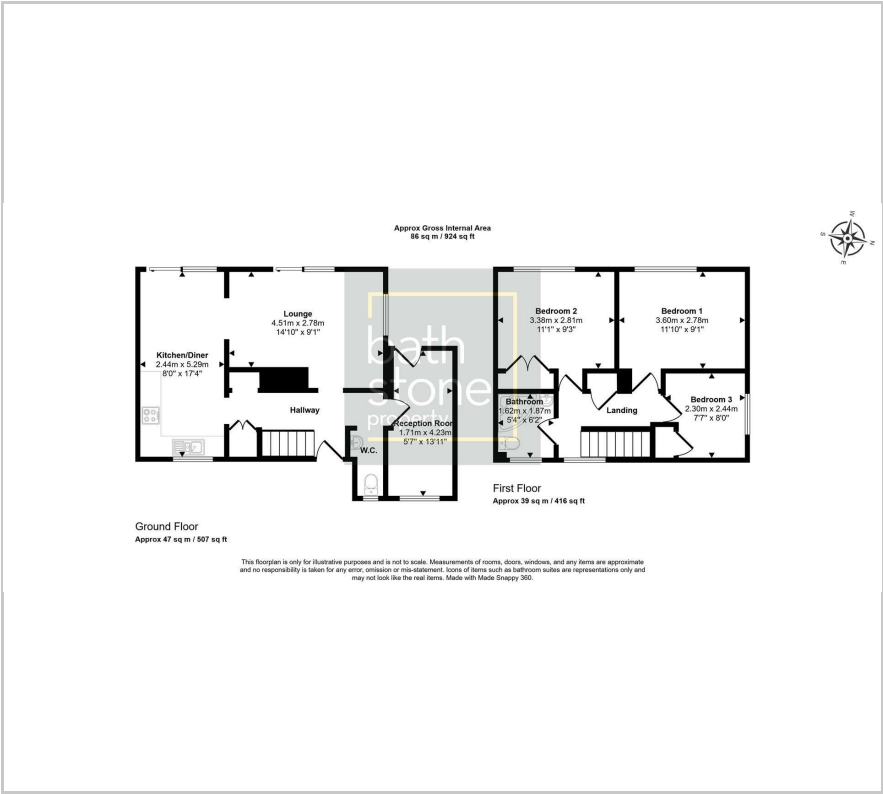 Approx Gross Internal Area
86 sq m / 924 sq ft
W
S
N
E
Lounge
4.51m x 2.78m
14'10" x 9'1"
Kitchen/Diner
2.44m x 5.29m
8'0" x 17'4"
Hallway
W.C.
Reception Room
1.71m x 4.23m
5'7" x 13'11"
bath
stone
property
Bedroom 2
3.38m x 2.81m
11'1" x 9'3"
Bedroom 1
3.60m x 2.78m
11'10" x 9'1"
Bathroom
1.62m x 1.87m
5'4" x 6'2"
Landing
Bedroom 3
2.30m x 2.44m
7'7" x 8'0"
Ground Floor
Approx 47 sq m / 507 sq ft
First Floor
Approx 39 sq m / 416 sq ft
This floorplan is only for illustrative purposes and is not to scale. Measurements of rooms, doors, windows, and any items are approximate
and no responsibility is taken for any error, omission or mis-statement. Icons of items such as bathroom suites are representations only and
may not look like the real items. Made with Made Snappy 360.